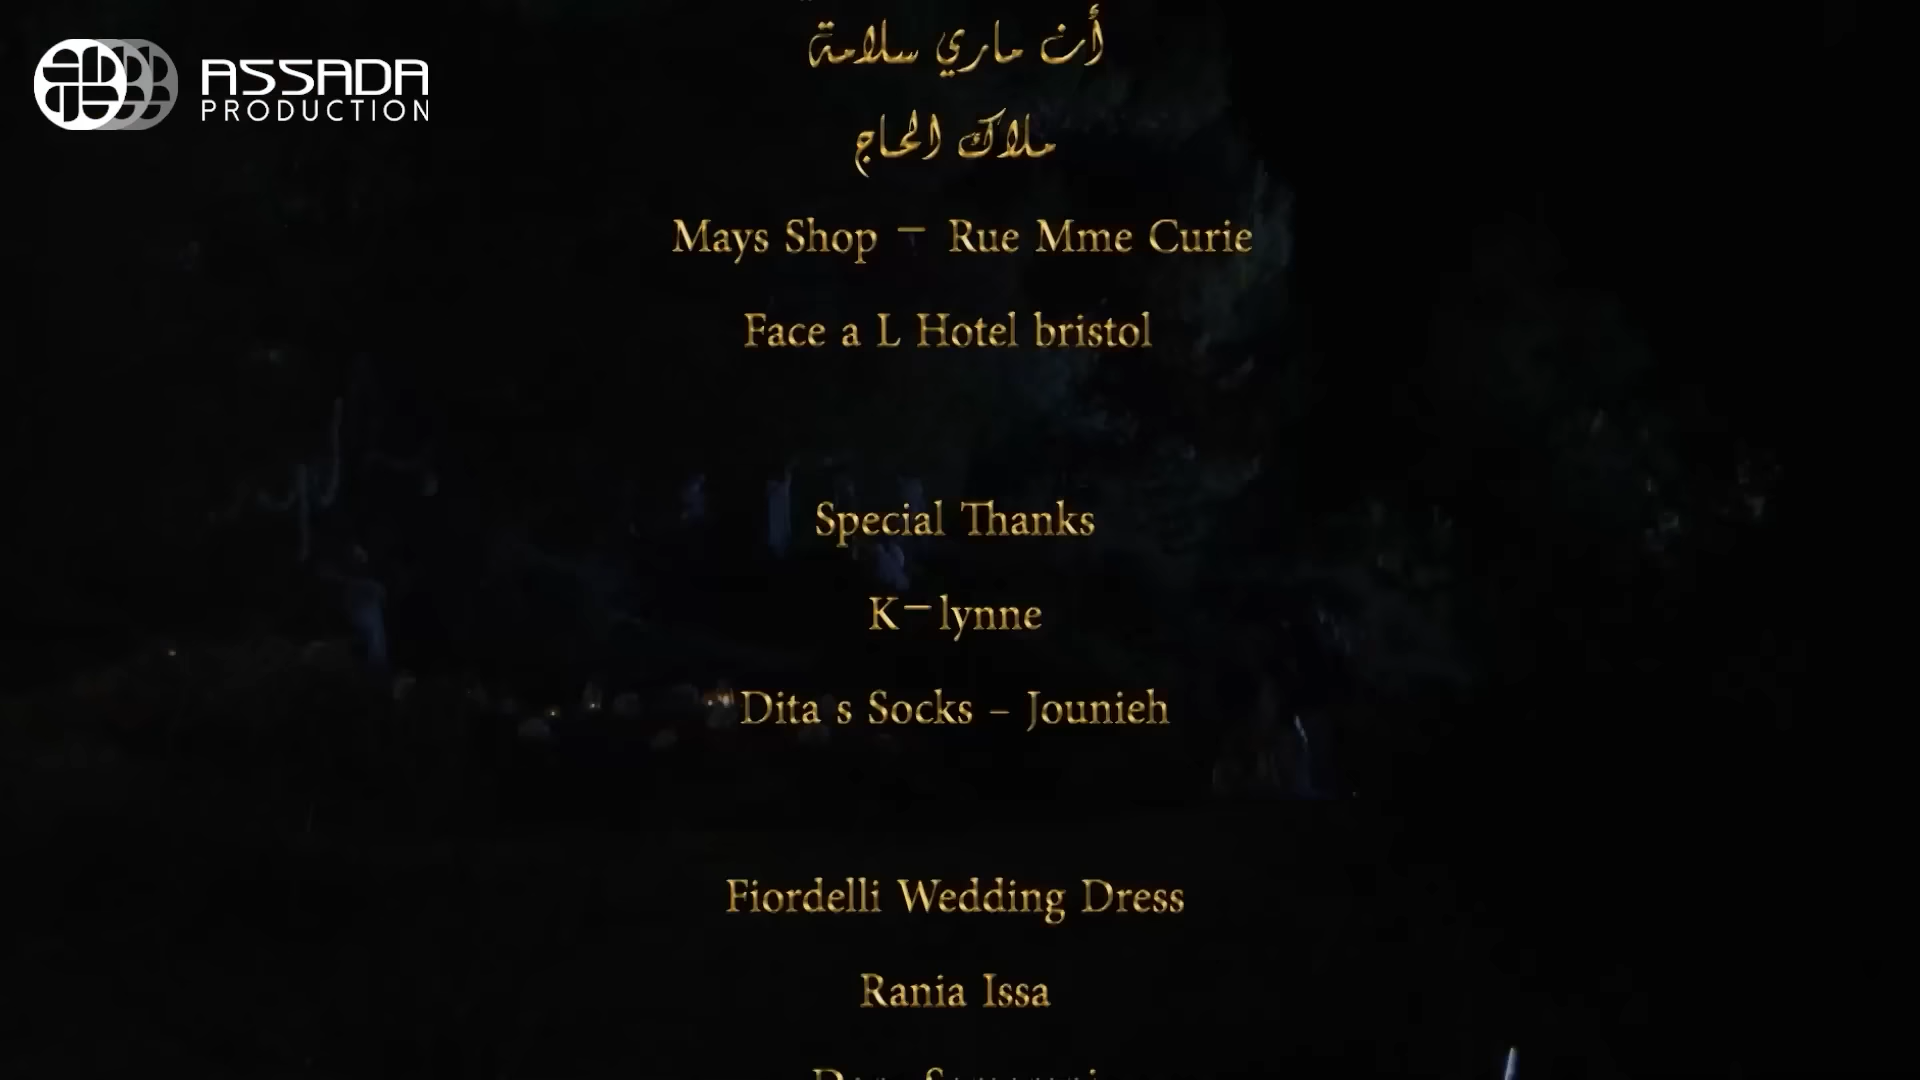 ASSADA
PRODUCTION
أن ماري سلامة
ملاك الحاج
Mays Shop – Rue Mme Curie
Face a L Hotel bristol
Special Thanks
K–lynne
Dita s Socks – Jounieh
Fiordelli Wedding Dress
Rania Issa